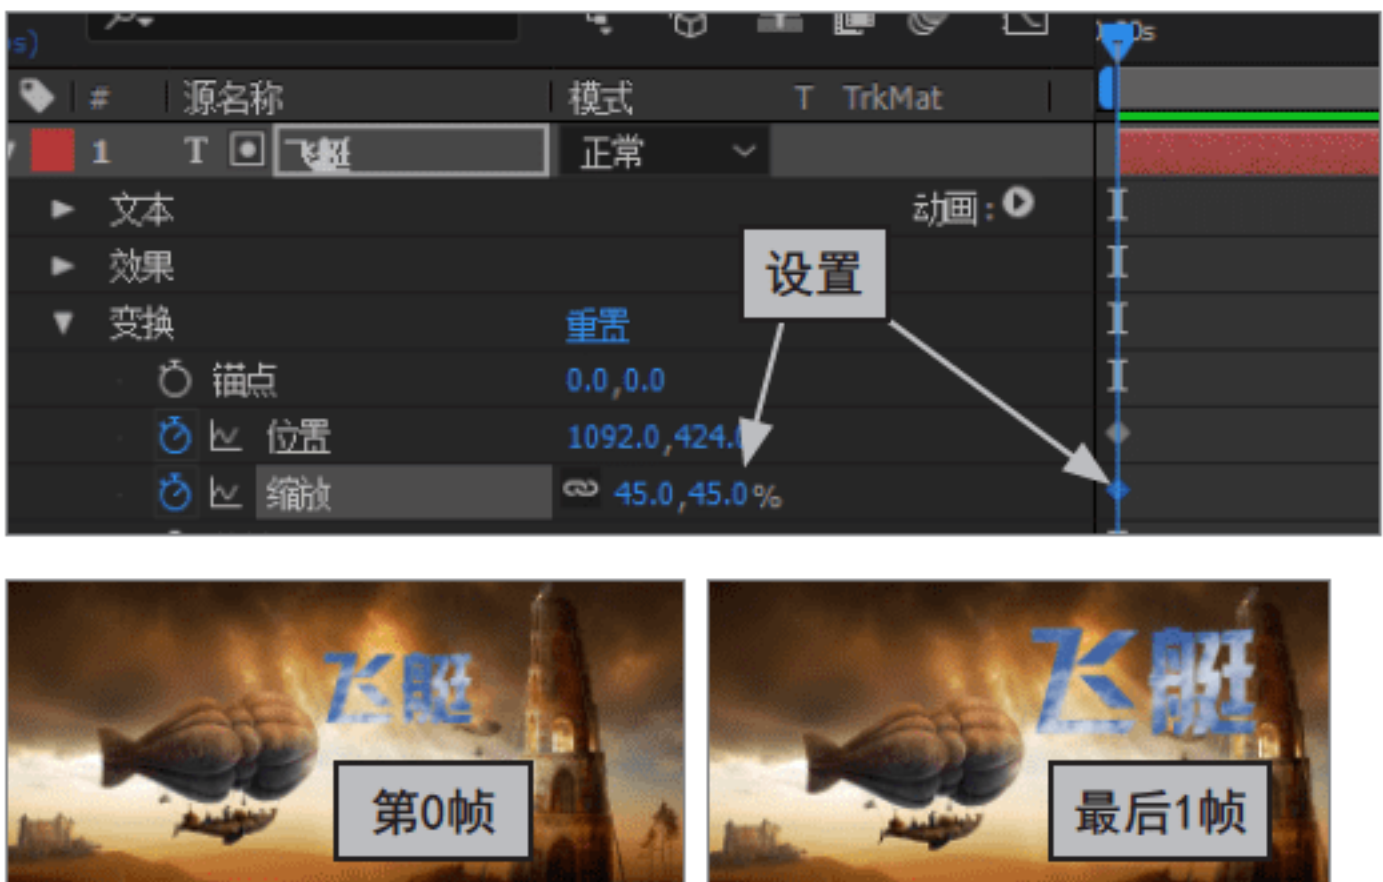 s)
# 源名称 模式 T TrkMat
1 T 飞艇 正常
文本 动画:
效果
设置
变换 重置
锚点 0.0,0.0
位置 1092.0,424.
缩放 45.0,45.0%
飞艇
第0帧
飞艇
最后1帧